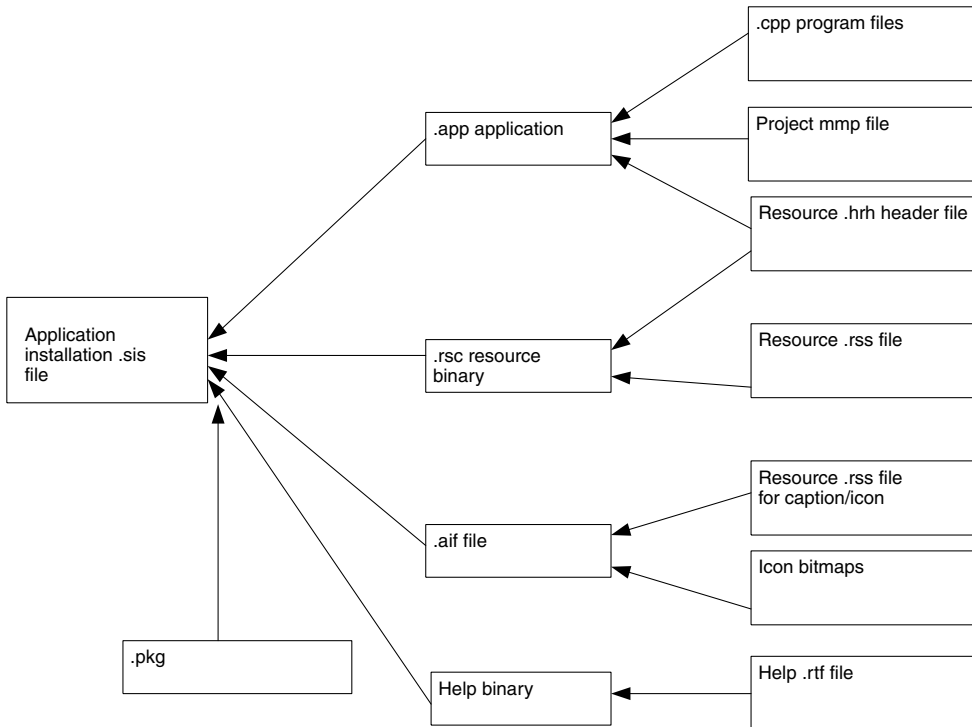 .cpp program files
.app application
Project mmp file
Resource .hrh header file
Application
installation .sis
file
.rsc resource
binary
Resource .rss file
Resource .rss file
for caption/icon
.aif file
Icon bitmaps
.pkg
Help binary
Help .rtf file